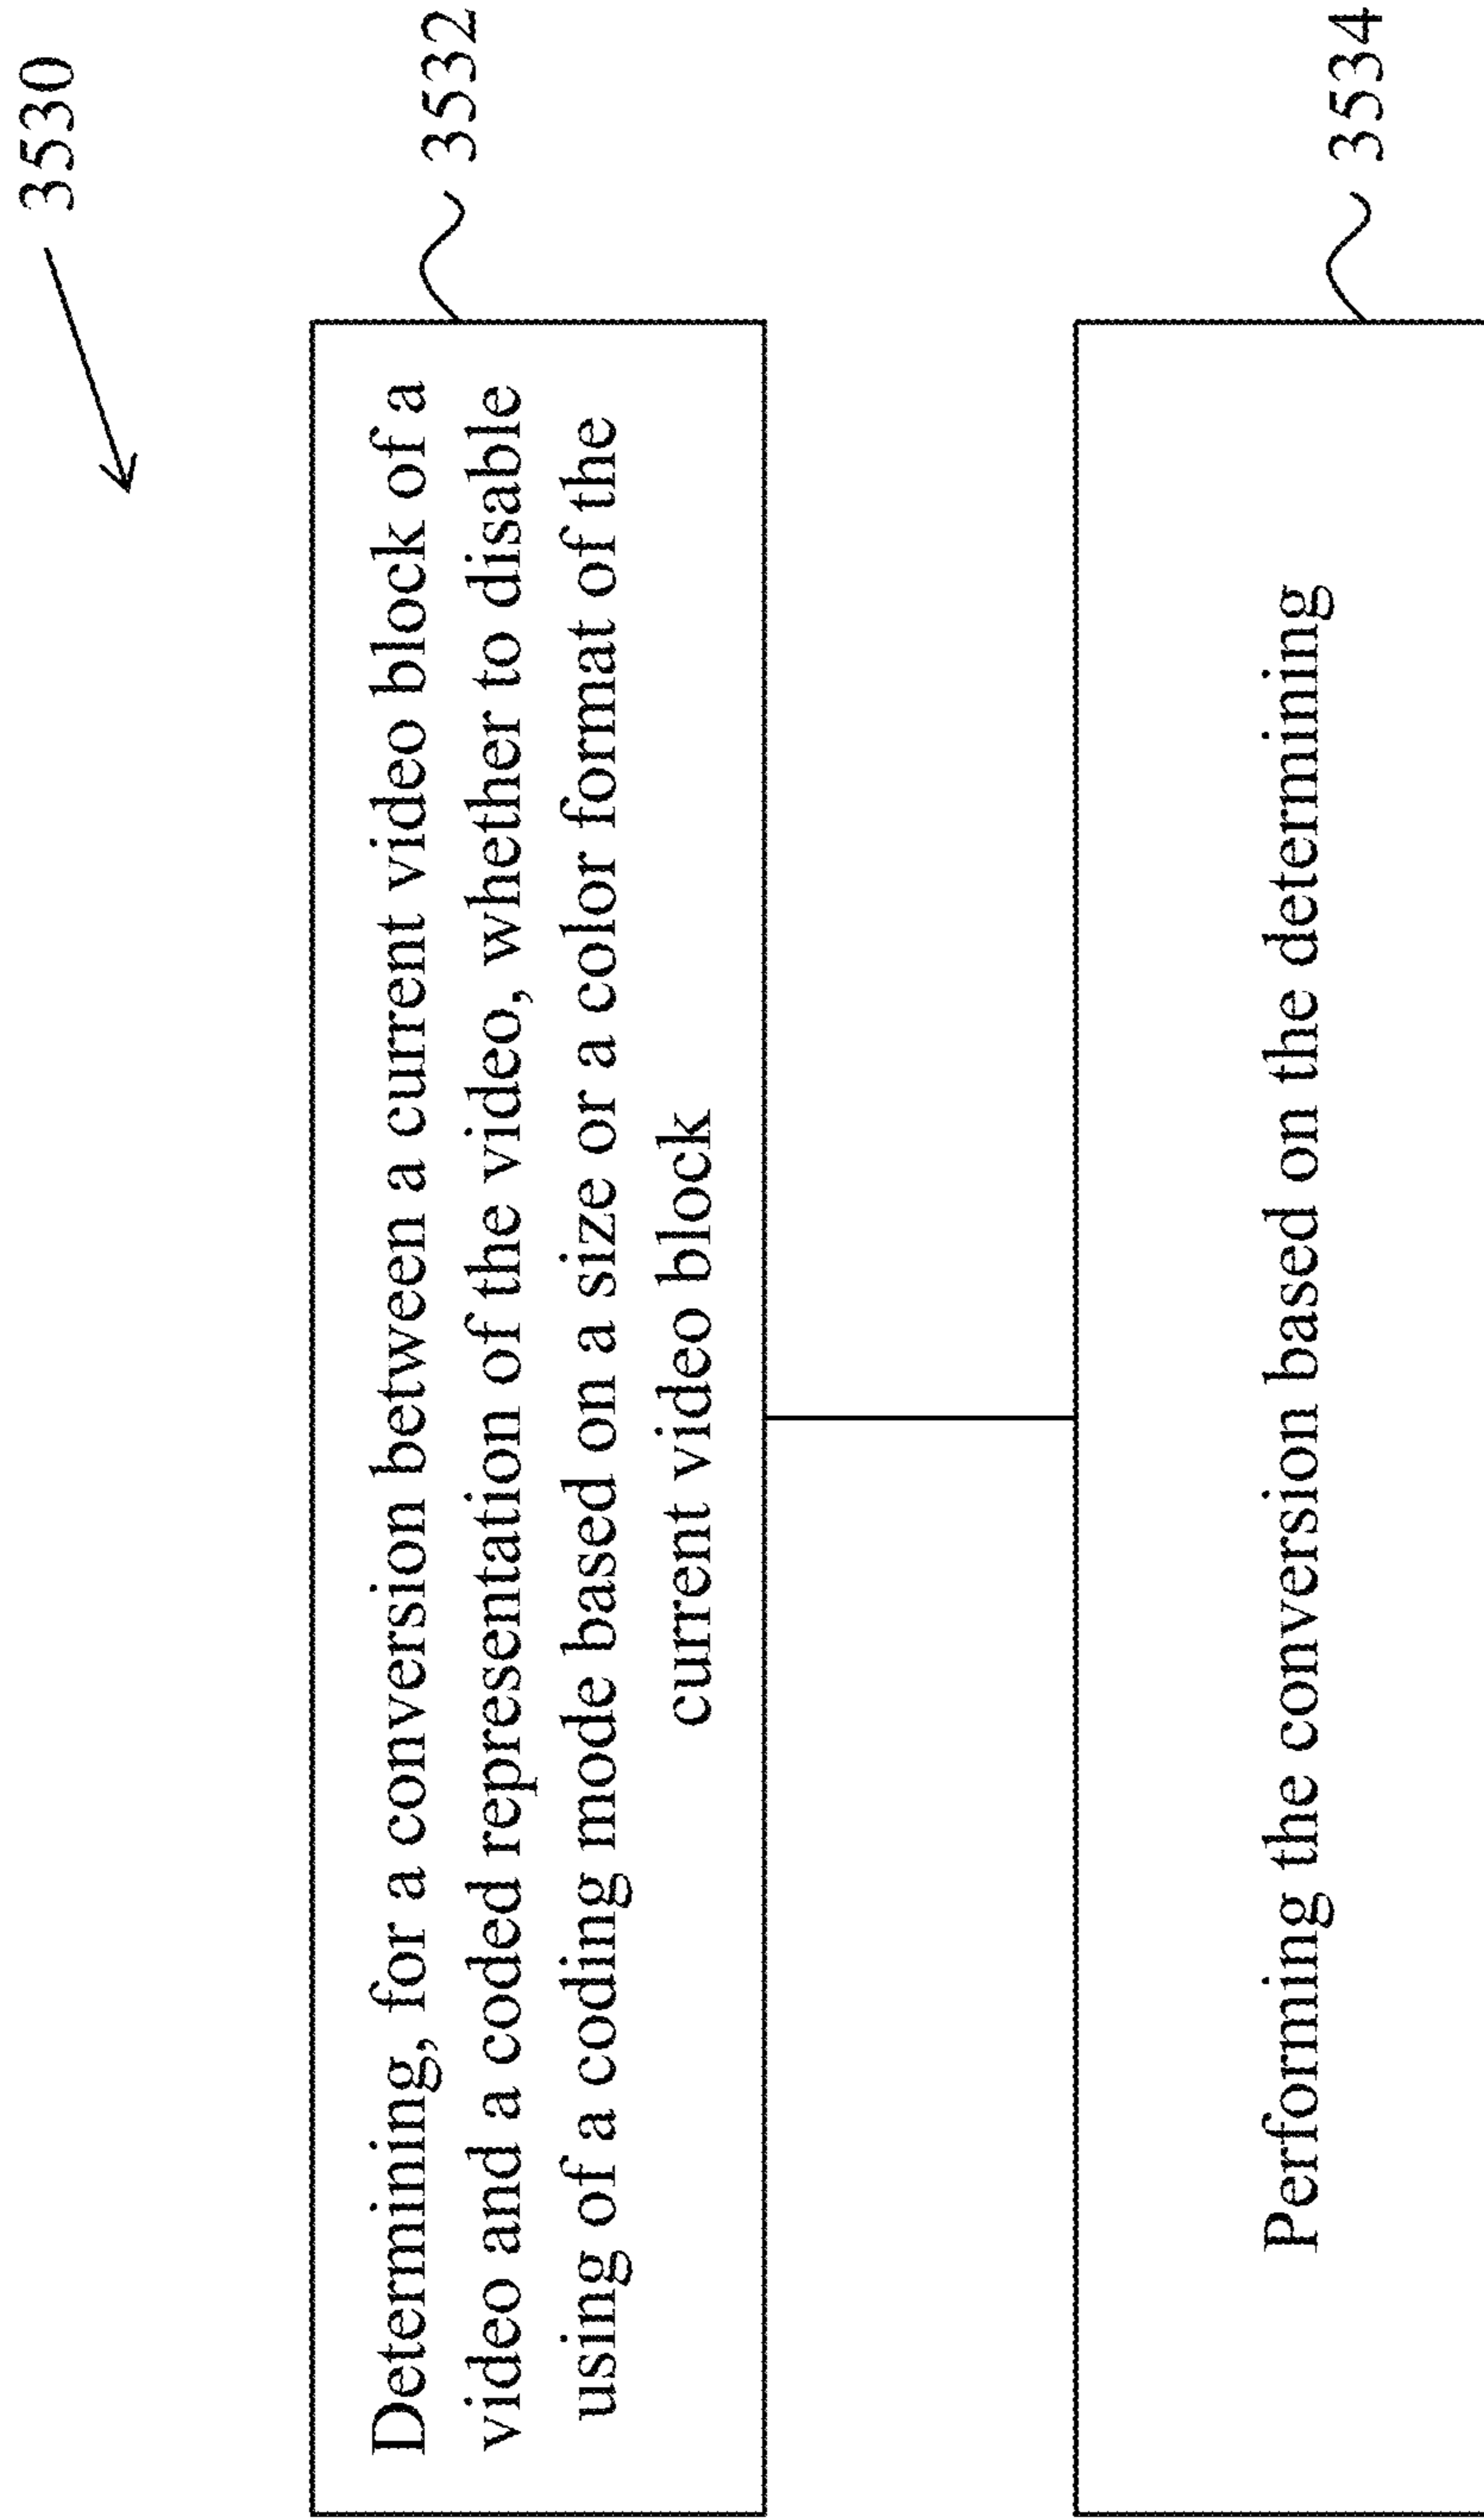 3530
Determining, for a conversion between a current video block of a
video and a coded representation of the video, whether to disable
using of a coding mode based on a size or a color format of the
current video block
3532
Performing the conversion based on the determining
3534